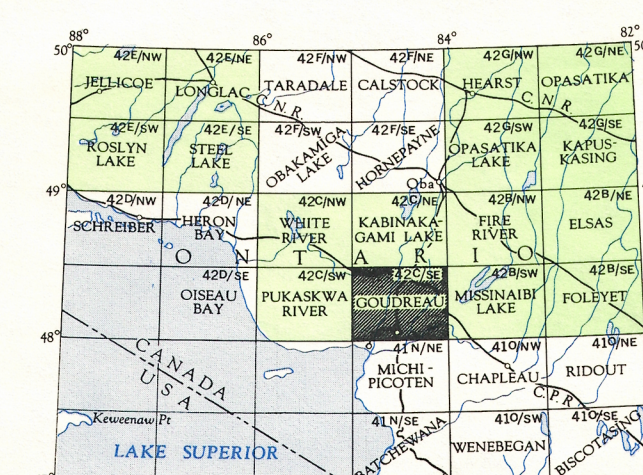 88° 86° 84° 82°
50° 42E/NW 42E/NE 42F/NW 42F/NE 42G/NW 42G/NE 50
JELLICOE LONGLAC TARADALE CALSTOCK HEARST OPASATIKA
C.N.R. C.N.R.
42E/SW 42E/SE 42F/SW 42F/SE 42G/SW 42G/SE
ROSLYN LAKE
STEEL LAKE
OBAKAMIGA LAKE
HORNEPAYNE
OPASATIKA LAKE
KAPUS-
KASING
Oba
49° 42D/NW 42D/NE 42C/NW 42C/NE 42B/NW 42B/NE
SCHREIBER
HERON BAY
WHITE RIVER
KABINAKA-
GAMI LAKE
FIRE RIVER
ELSAS
ONTARIO
42D/SE 42C/SW 42C/SE 42B/SW 42B/SE
OISEAU BAY
PUKASKWA RIVER
GOUDREAU
MISSINAIBI LAKE
FOLEYET
48° 41N/NE 41O/NW 41O/NE
CANADA
USA
MICHI-
PICOTEN
CHAPLEAU
RIDOUT
C.P.R.
Keweenaw Pt
41N/SE 41O/SW 41O/SE
LAKE SUPERIOR
BATCHEWANA
WENEBEGAN
BISCOTASING